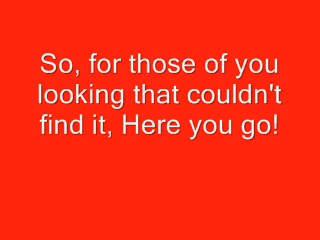 So, for those of you
looking that couldn't
find it, Here you go!